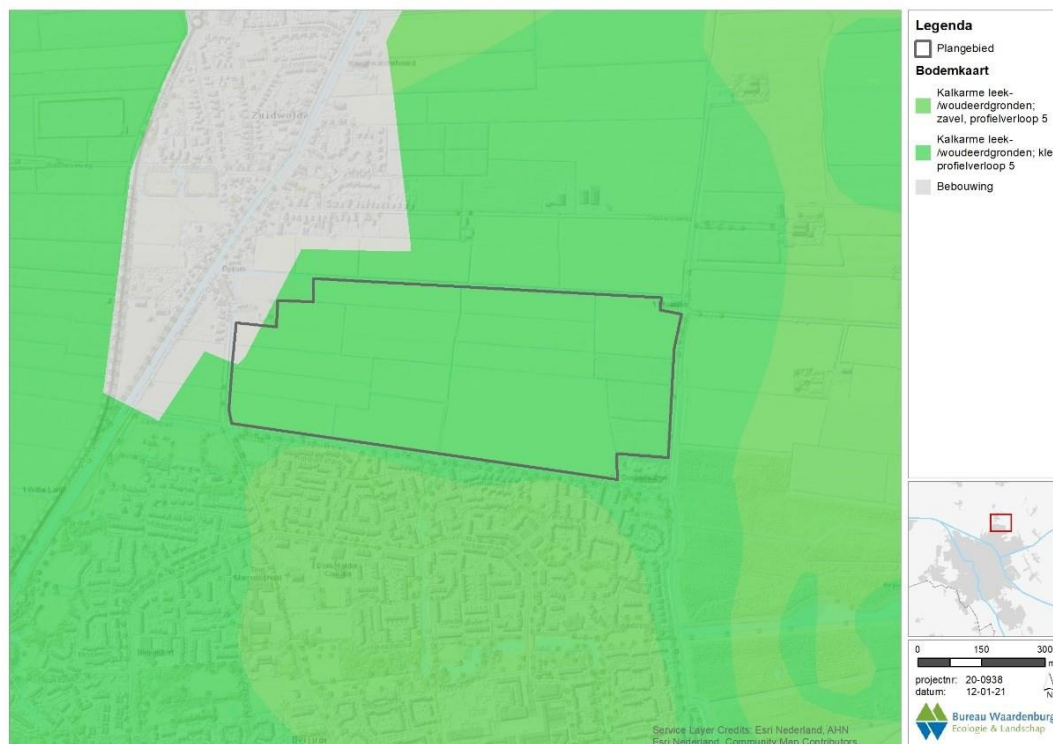 Legenda
Plangebied
Bodemkaart
Kalkarme leek-
/woudeerdgronden;
zavel, profielverloop 5
Kalkarme leek-
/woudeerdgronden; kle
profielverloop 5
Bebouwing
Zuidwolde
0 150 300
m
projectnr: 20-0938
datum: 12-01-21
N
Bureau Waardenburg
Ecologie & Landschap
Service Layer Credits: Esri Nederland, AHN
Esri Nederland, Community Map Contributors